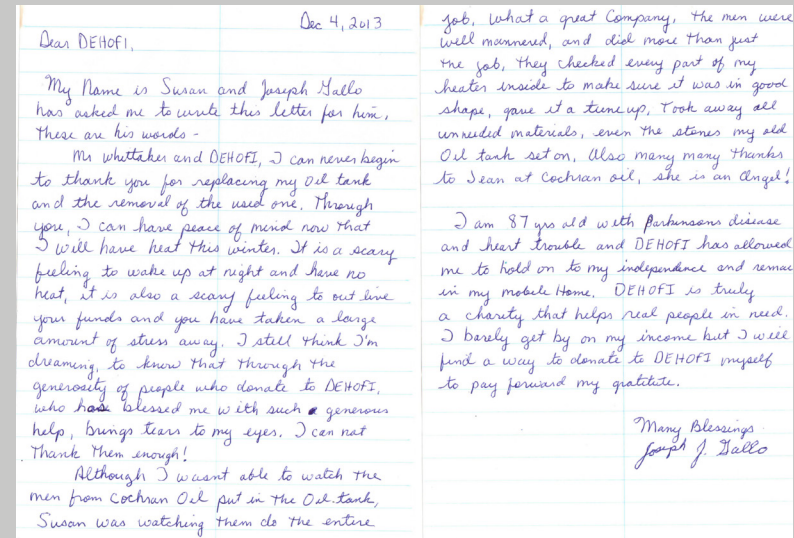 Dec 4, 2013
Dear DEHOFI,
My Name is Susan and Joseph Gallo
has asked me to write this letter for him,
These are his words -
Mr Whittaker and DEHOFI, I can never begin
to thank you for replacing my Oil tank
and the removal of the used one. Through
you, I can have peace of mind now that
I will have heat this winter. It is a scary
feeling to wake up at night and have no
heat, it is also a scary feeling to out live
your funds and you have taken a large
amount of stress away. I still think I'm
dreaming, to know that through the
generosity of people who donate to DEHOFI,
who has blessed me with such a generous
help, brings tears to my eyes. I can not
Thank Them enough!
Although I wasnt able to watch the
men from Cochran Oil put in the Oil tank,
Susan was watching them do the entire
job, what a great Company, the men were
well mannered, and did more than just
the job, they checked every part of my
heater inside to make sure it was in good
shape, gave it a tune up, Took away all
unneeded materials, even the stones my old
Oil tank set on. Also many many thanks
to Jean at Cochran oil, she is an Angel!
I am 87 yrs old with Parkinsons disease
and heart trouble and DEHOFI has allowed
me to hold on to my independence and remai
in my mobile Home. DEHOFI is truly
a charity that helps real people in need.
I barely get by on my income but I will
find a way to donate to DEHOFI myself
to pay forward my gratitute.
Many Blessings
Joseph J. Gallo